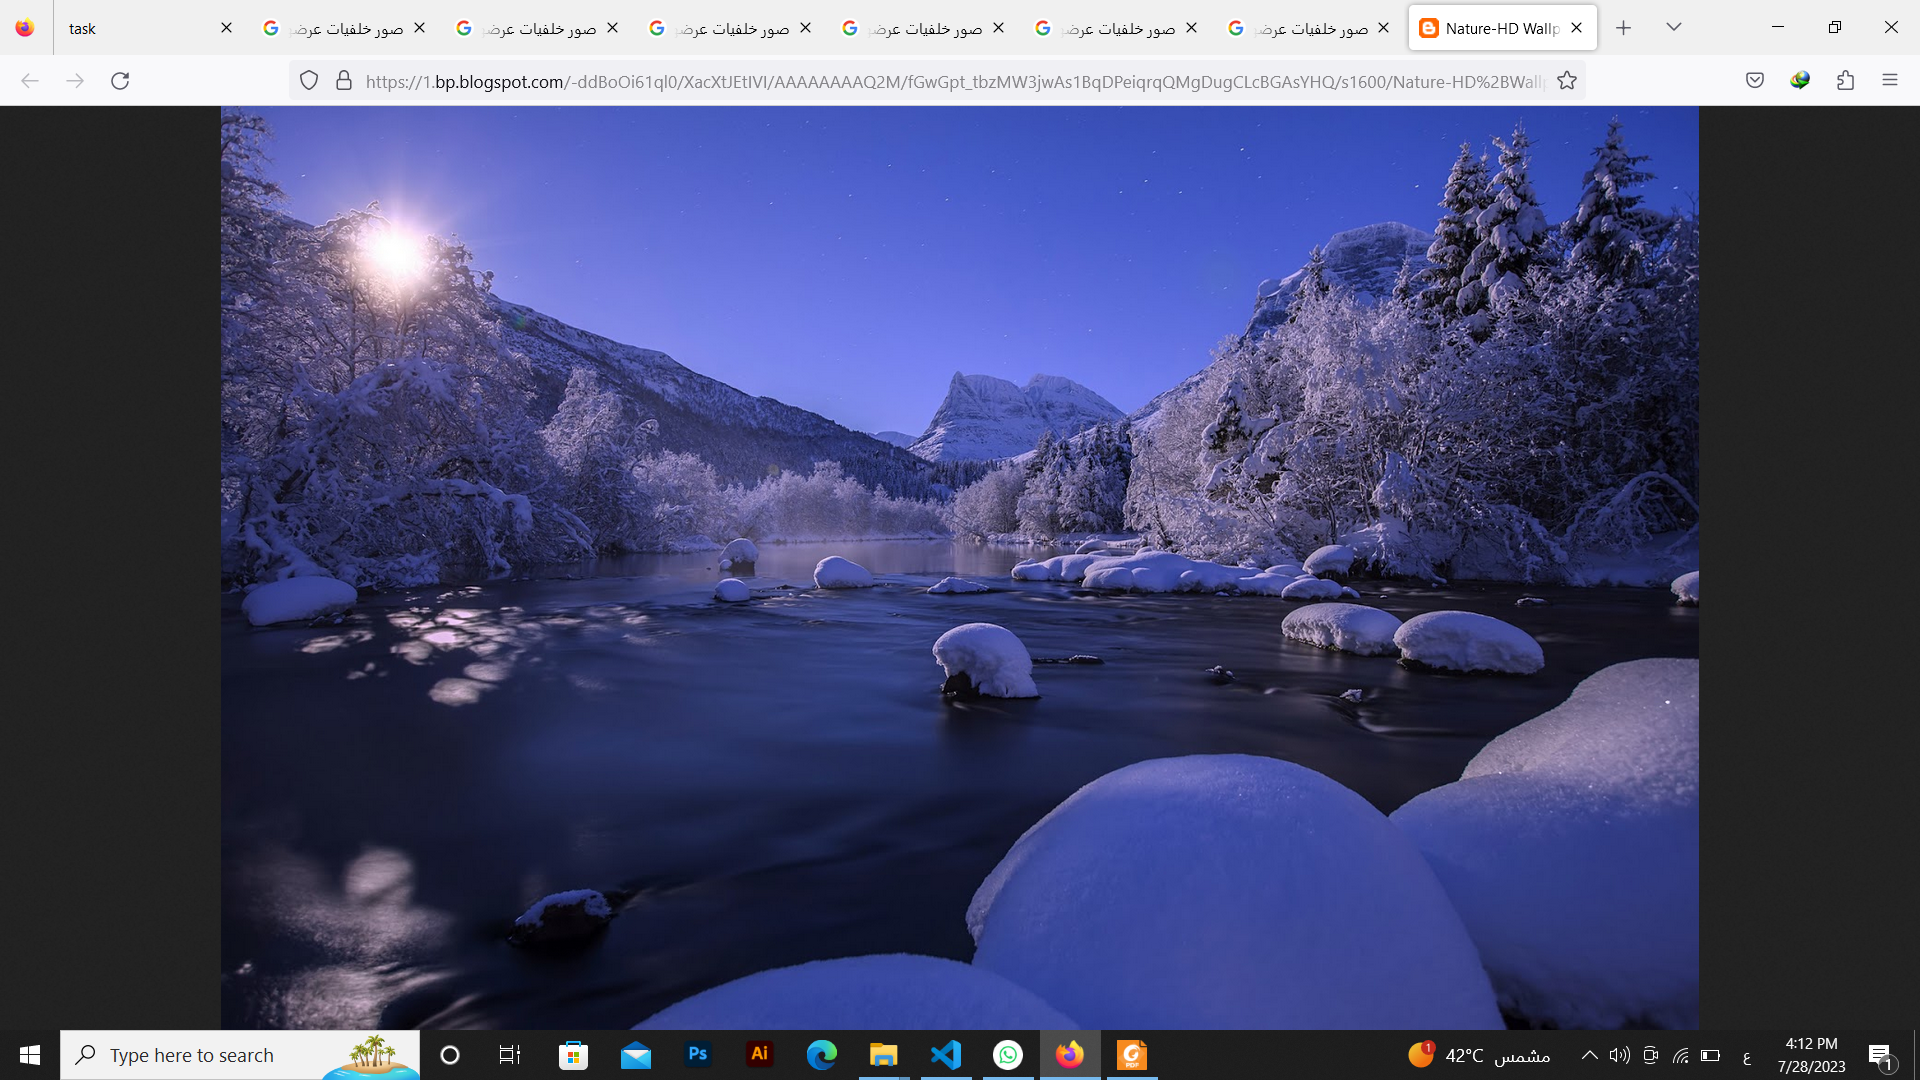 task
صور خلفيات عرض
صور خلفيات عرض
صور خلفيات عرض
صور خلفيات عرض
صور خلفيات عرض
صور خلفيات عرض
Nature-HD Wallp
https://1.bp.blogspot.com/-ddBoOi61ql0/XacXtJEtIVI/AAAAAAAAQ2M/fGwGpt_tbzMW3jwAs1BqDPeiqrqQMgDugCLcBGAsYHQ/s1600/Nature-HD%2BWallp
Type here to search
Ps
Ai
PDF
1
42°C مشمس
ع
4:12 PM
7/28/2023
1